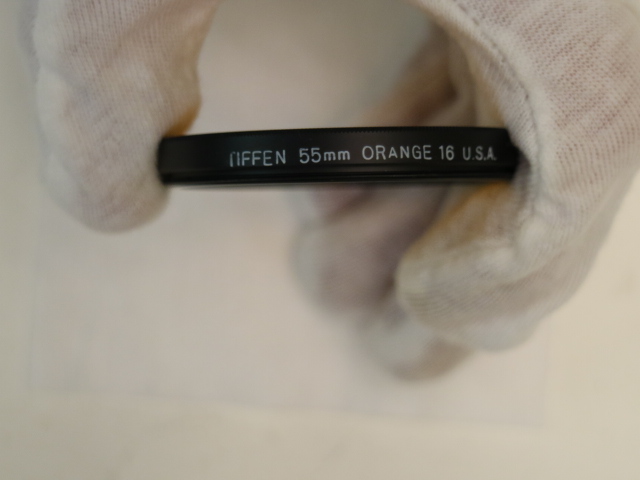 TIFFEN 55mm ORANGE 16 U.S.A.